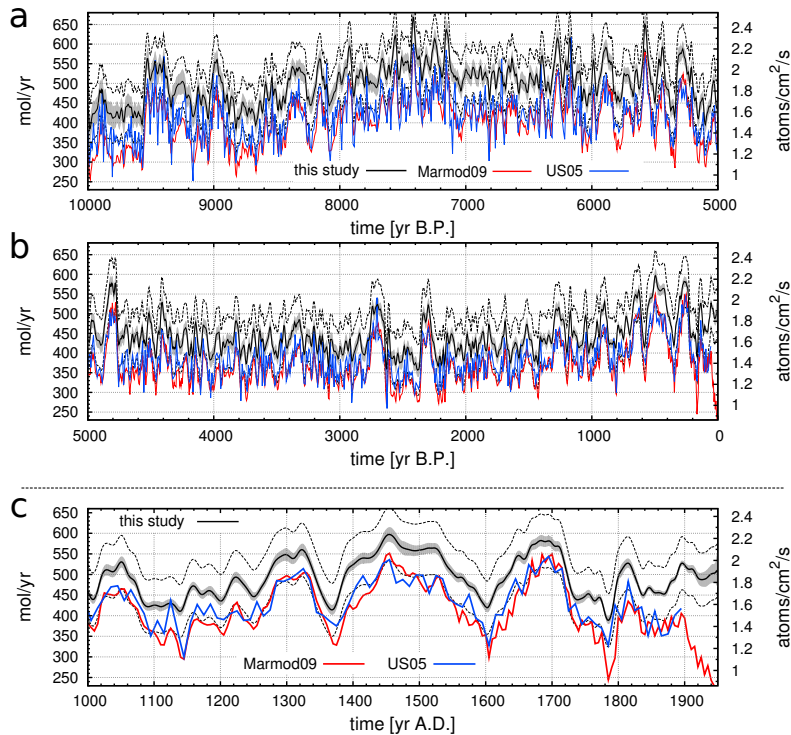 a
650
600
550
500
450
400
350
300
250
mol/yr
2.4
2.2
2
1.8
1.6
1.4
1.2
1
atoms/cm²/s
this study Marmod09 US05
10000 9000 8000 7000 6000 5000
time [yr B.P.]
b
650
600
550
500
450
400
350
300
250
mol/yr
2.4
2.2
2
1.8
1.6
1.4
1.2
1
atoms/cm²/s
5000 4000 3000 2000 1000 0
time [yr B.P.]
c
650
600
550
500
450
400
350
300
250
mol/yr
2.4
2.2
2
1.8
1.6
1.4
1.2
1
atoms/cm²/s
this study
Marmod09 US05
1000 1100 1200 1300 1400 1500 1600 1700 1800 1900
time [yr A.D.]